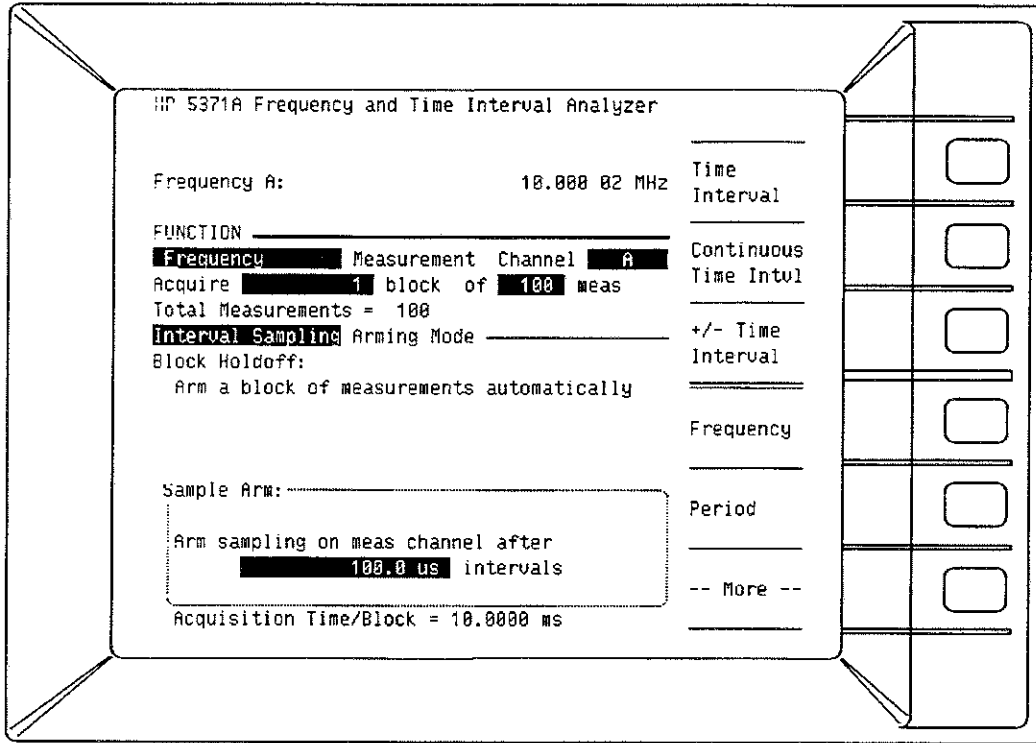 HP 5371A Frequency and Time Interval Analyzer
Frequency A: 10.000 02 MHz
FUNCTION
Frequency Measurement Channel A
Acquire 1 block of 100 meas
Total Measurements = 100
Interval Sampling Arming Mode
Block Holdoff:
Arm a block of measurements automatically
Sample Arm:
Arm sampling on meas channel after
100.0 us intervals
Acquisition Time/Block = 10.0000 ms
Time
Interval
Continuous
Time Intvl
+/- Time
Interval
Frequency
Period
-- More --